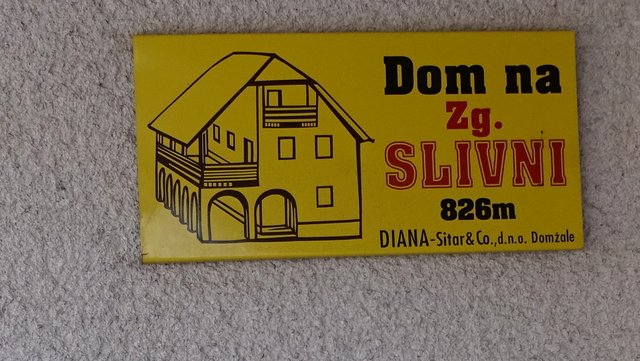 Dom na
Zg.
SLIVNI
826m
DIANA-Sitar&Co.,d.n.o. Domžale